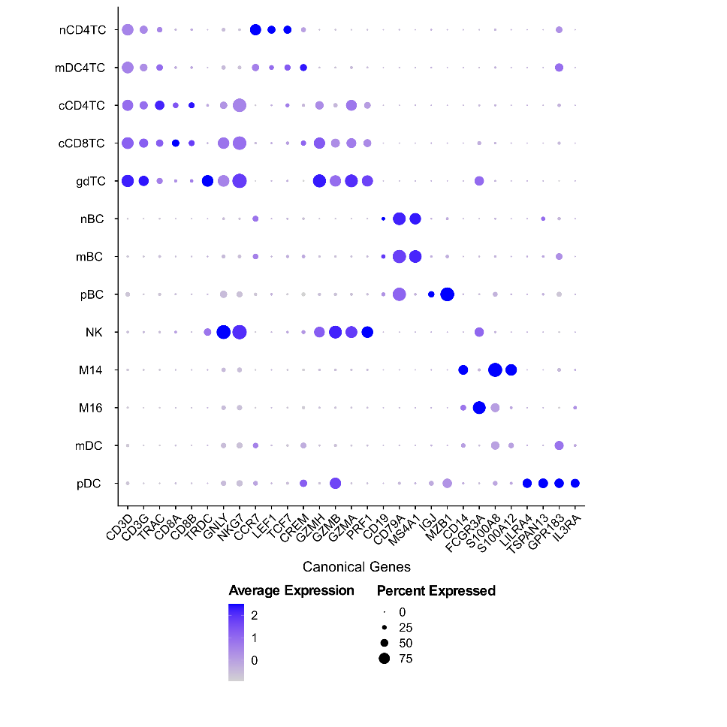 nCD4TC
mDC4TC
cCD4TC
cCD8TC
gdTC
nBC
mBC
pBC
NK
M14
M16
mDC
pDC
CD3D CD3G TRAC CD8A CD8B TRDC GNLY NKG7 CCR7 LEF1 TCF7 CREM GZMH GZMB GZMA PRF1 CD19 CD79A MS4A1 IGJ MZB1 CD14 FCGR3A S100A8 S100A12 LILRA4 TSPAN13 GPR183 IL3RA
Canonical Genes
Average Expression Percent Expressed
2
1
0
0
25
50
75